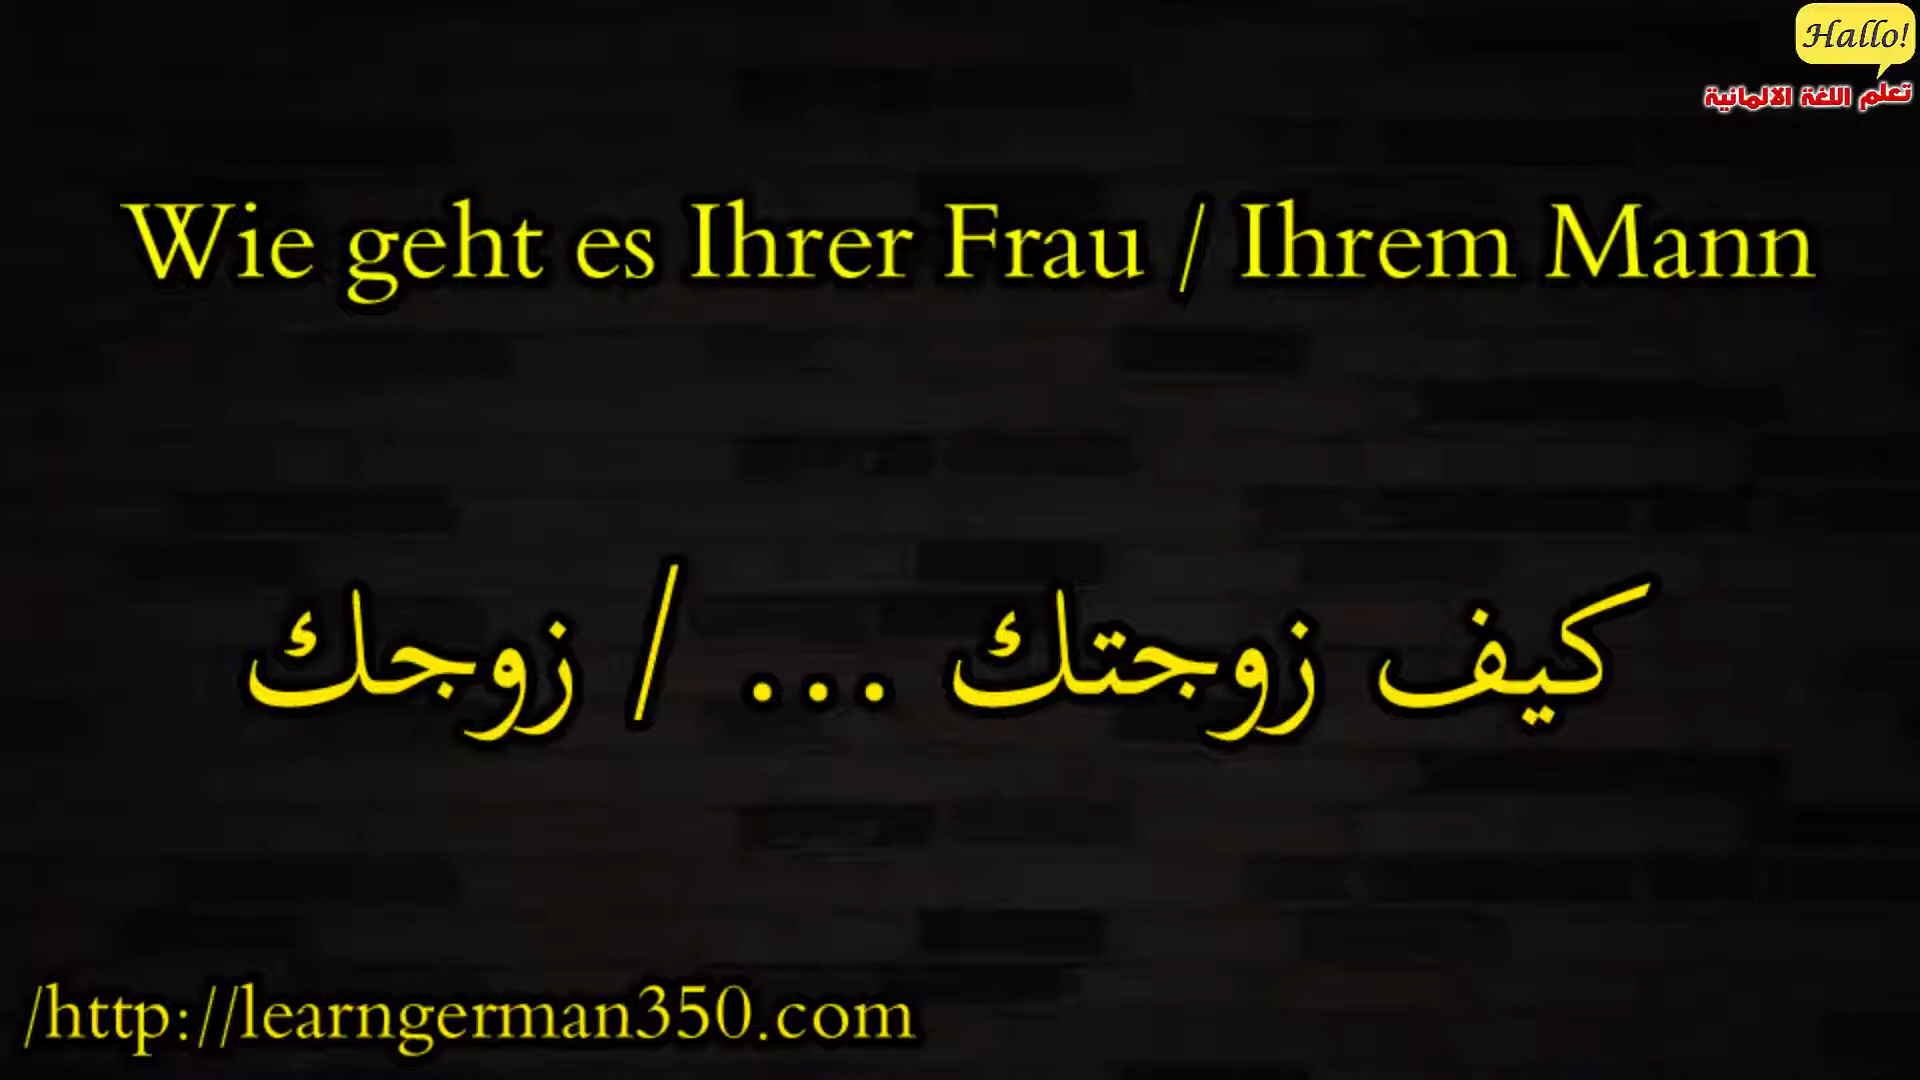 Hallo!
تعلم اللغة الالمانية
Wie geht es Ihrer Frau / Ihrem Mann
كيف زوجتك ... / زوجك
/http://learngerman350.com